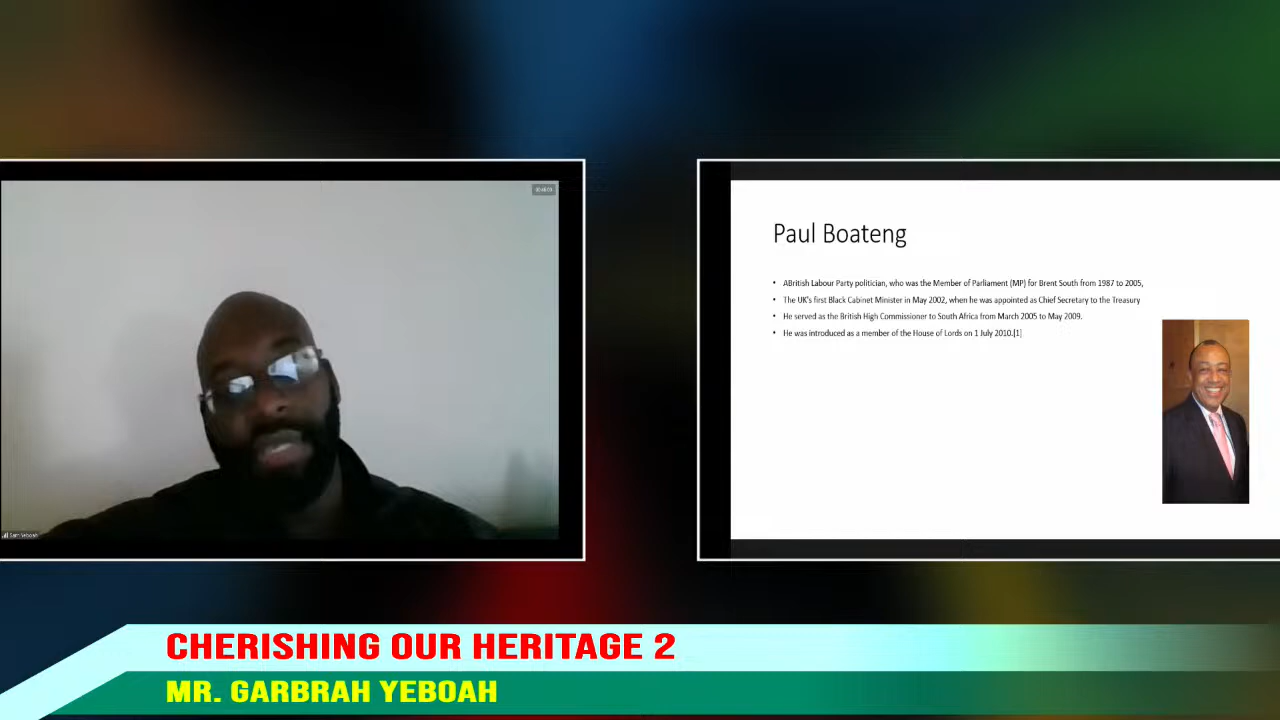 Paul Boateng
• ABritish Labour Party politician, who was the Member of Parliament (MP) for Brent South from 1987 to 2005,
• The UK's first Black Cabinet Minister in May 2002, when he was appointed as Chief Secretary to the Treasury
• He served as the British High Commissioner to South Africa from March 2005 to May 2009.
• He was introduced as a member of the House of Lords on 1 July 2010.[1]
Sam Yeboah
CHERISHING OUR HERITAGE 2
MR. GARBRAH YEBOAH